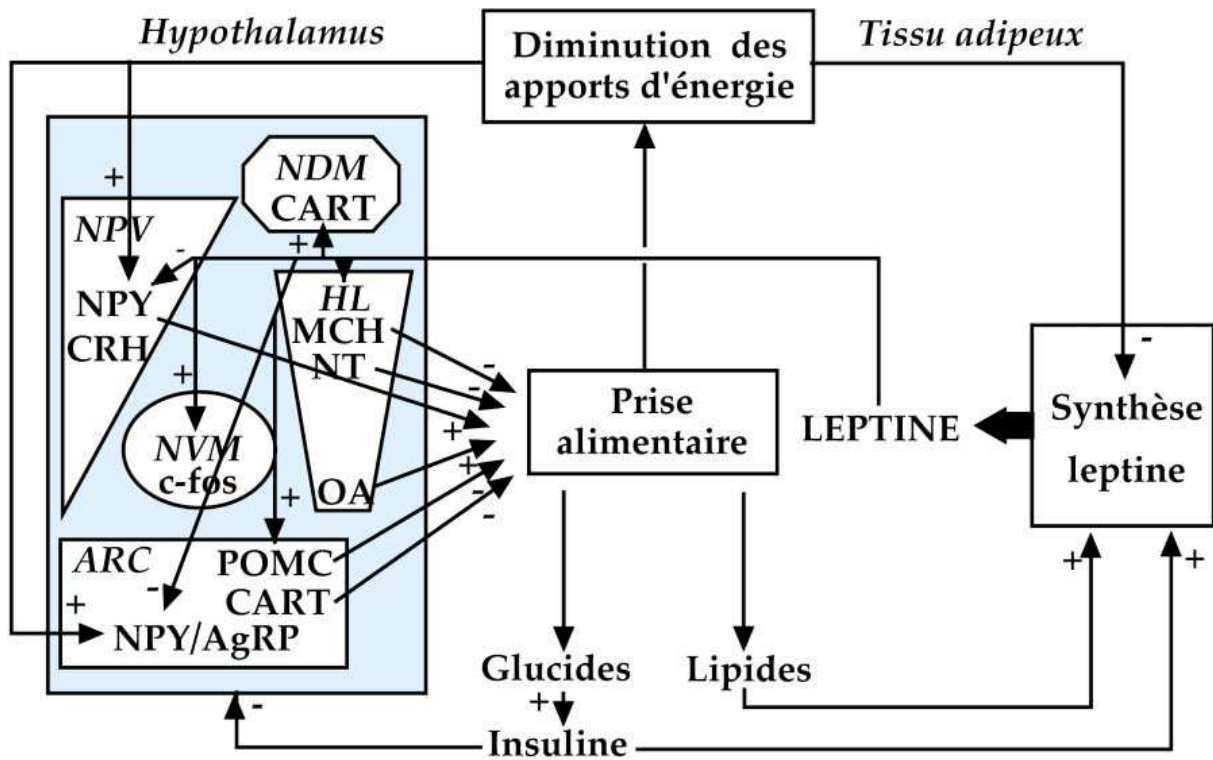 Hypothalamus
Diminution des
apports d'énergie
Tissu adipeux
+
NDM
CART
NPV
-
+
NPY
CRH
HL
MCH
NT
-
-
+
+
NVM
c-fos
+
OA
+
-
-
Prise
alimentaire
LEPTINE
-
Synthèse
leptine
ARC
POMC
-
CART
+
NPY/AgRP
+
+
Glucides
Lipides
+
-
Insuline